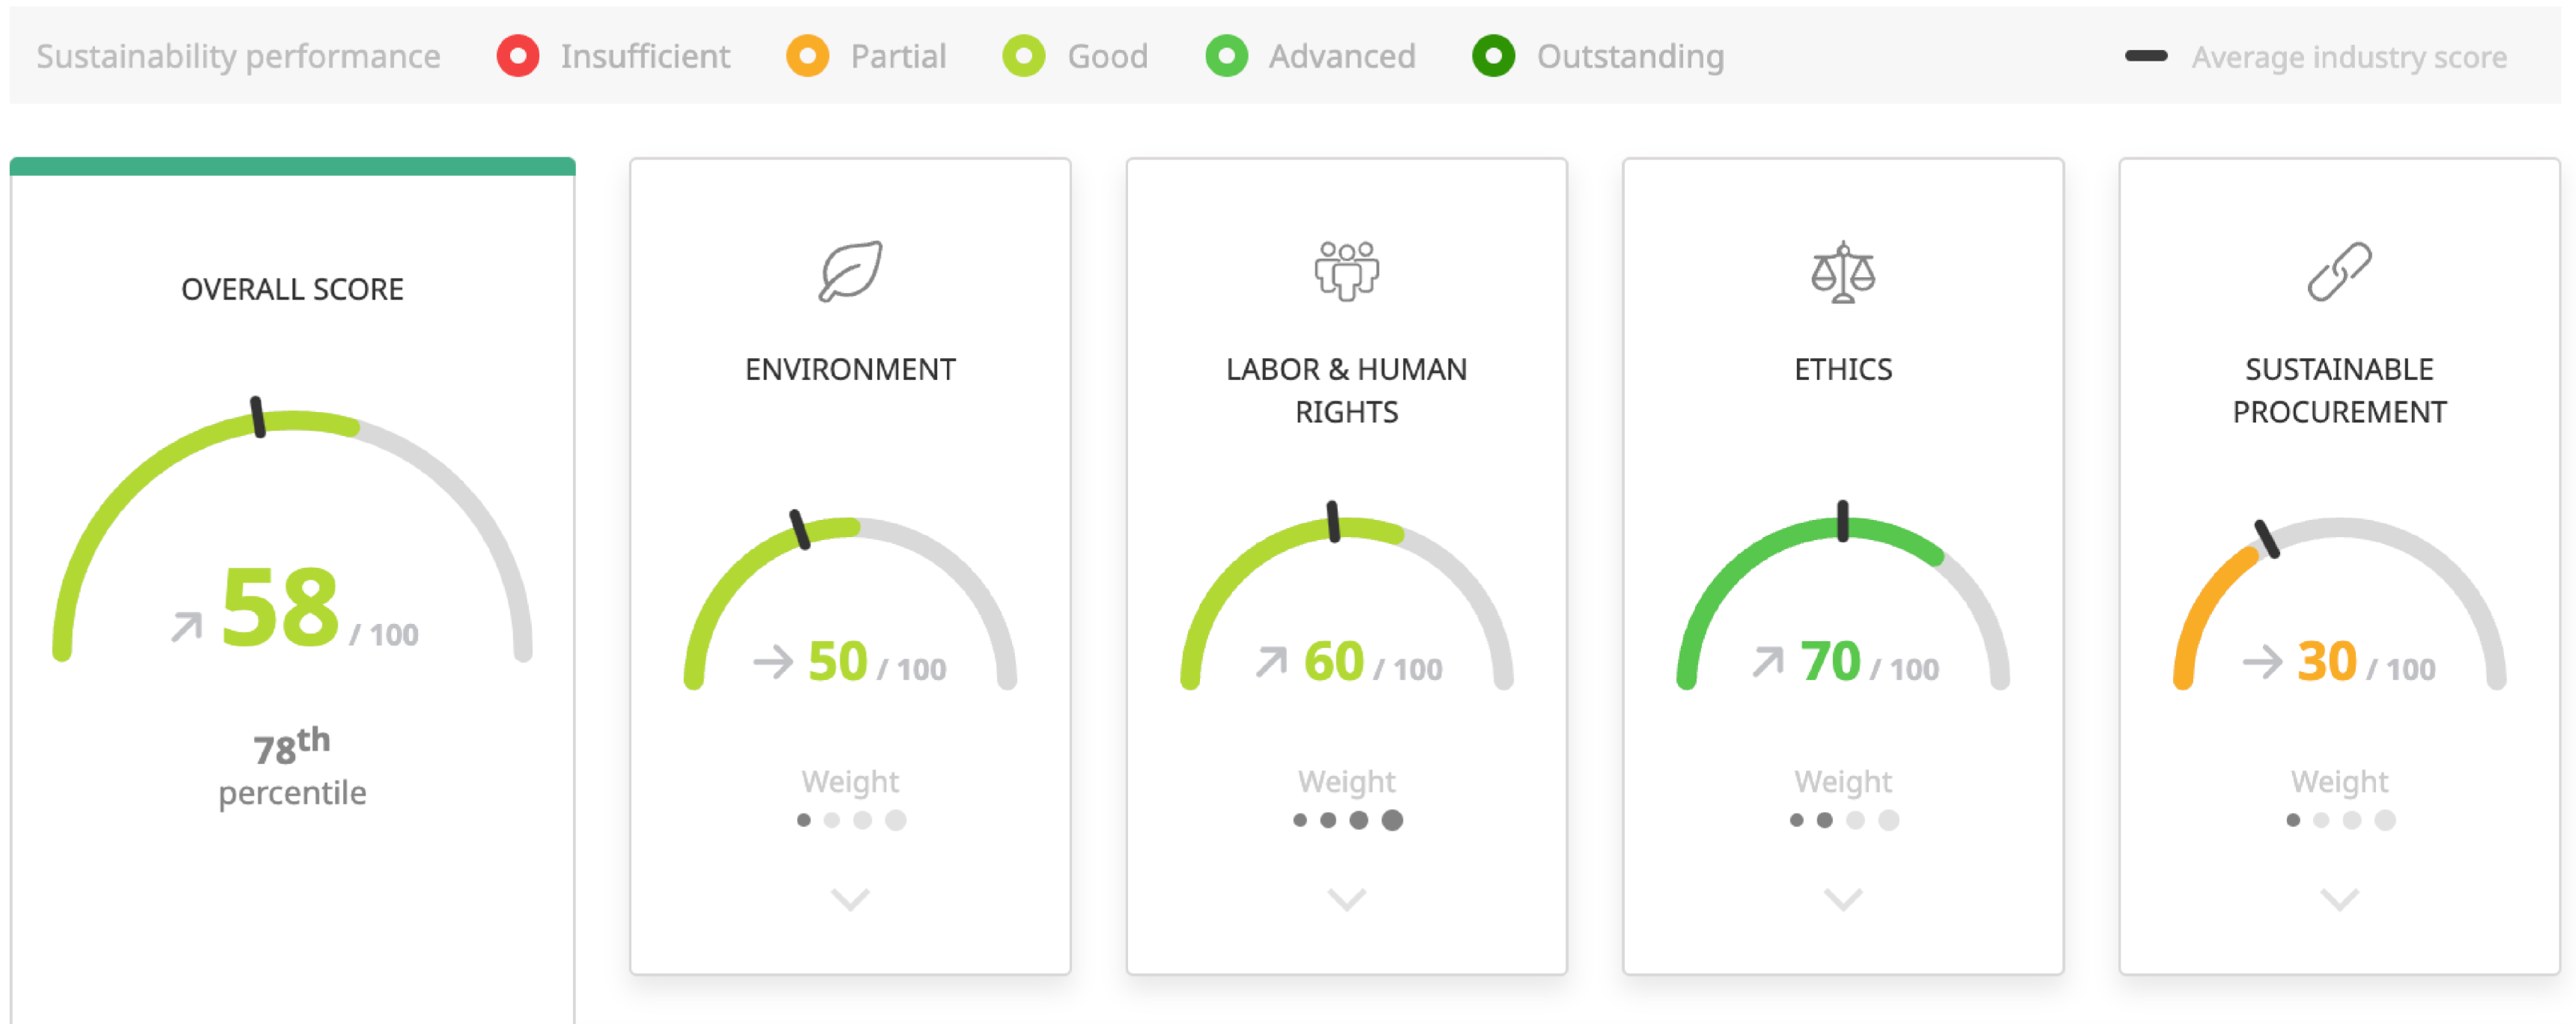 Sustainability performance Insufficient Partial Good Advanced Outstanding Average industry score
OVERALL SCORE
58 / 100
78th
percentile
ENVIRONMENT
50 / 100
Weight
LABOR & HUMAN
RIGHTS
60 / 100
Weight
ETHICS
70 / 100
Weight
SUSTAINABLE
PROCUREMENT
30 / 100
Weight